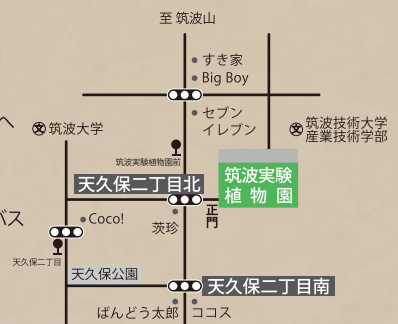 至 筑波山
すき家
Big Boy
へ
筑波大学
セブン
イレブン
筑波技術大学
産業技術学部
筑波実験植物園前
筑波実験
植物園
天久保二丁目北
正門
バス
Coco!
茨珍
天久保二丁目
天久保公園
天久保二丁目南
ばんどう太郎
ココス